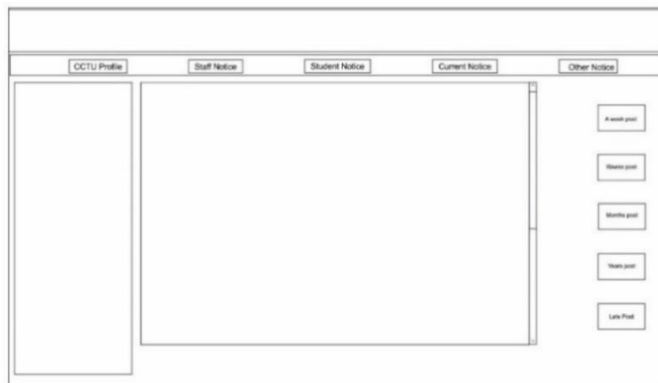 CCTU Profile
Staff Notice
Student Notice
Current Notice
Other Notice
A week post
Weeks post
Months post
Years post
Late Post